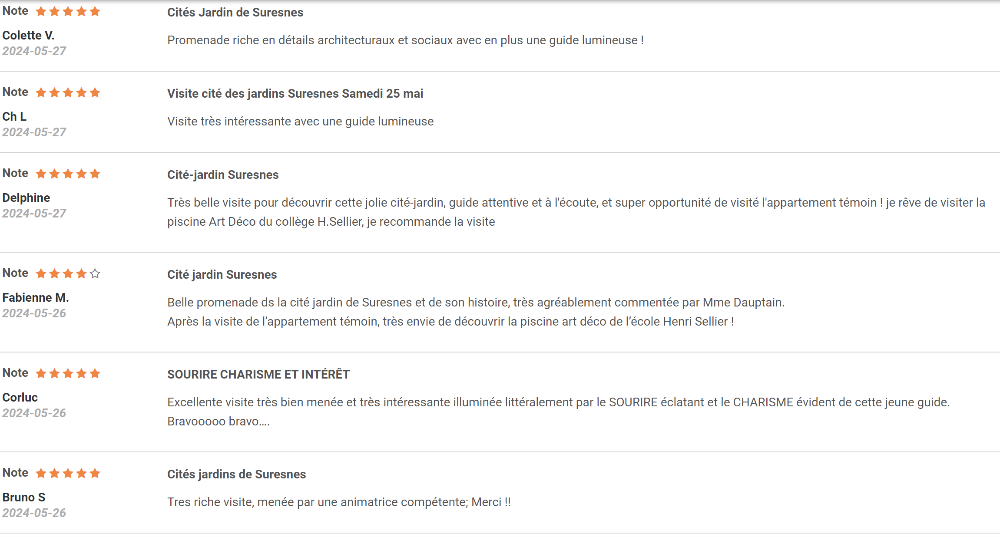 Note
Cités Jardin de Suresnes
Colette V.
2024-05-27
Promenade riche en détails architecturaux et sociaux avec en plus une guide lumineuse !
Note
Visite cité des jardins Suresnes Samedi 25 mai
Ch L
2024-05-27
Visite très intéressante avec une guide lumineuse
Note
Cité-jardin Suresnes
Delphine
2024-05-27
Très belle visite pour découvrir cette jolie cité-jardin, guide attentive et à l'écoute, et super opportunité de visité l'appartement témoin ! je rêve de visiter la
piscine Art Déco du collège H.Sellier, je recommande la visite
Note
Cité jardin Suresnes
Fabienne M.
2024-05-26
Belle promenade ds la cité jardin de Suresnes et de son histoire, très agréablement commentée par Mme Dauptain.
Après la visite de l’appartement témoin, très envie de découvrir la piscine art déco de l’école Henri Sellier !
Note
SOURIRE CHARISME ET INTÉRÊT
Corluc
2024-05-26
Excellente visite très bien menée et très intéressante illuminée littéralement par le SOURIRE éclatant et le CHARISME évident de cette jeune guide.
Bravooooo bravo….
Note
Cités jardins de Suresnes
Bruno S
2024-05-26
Tres riche visite, menée par une animatrice compétente; Merci !!